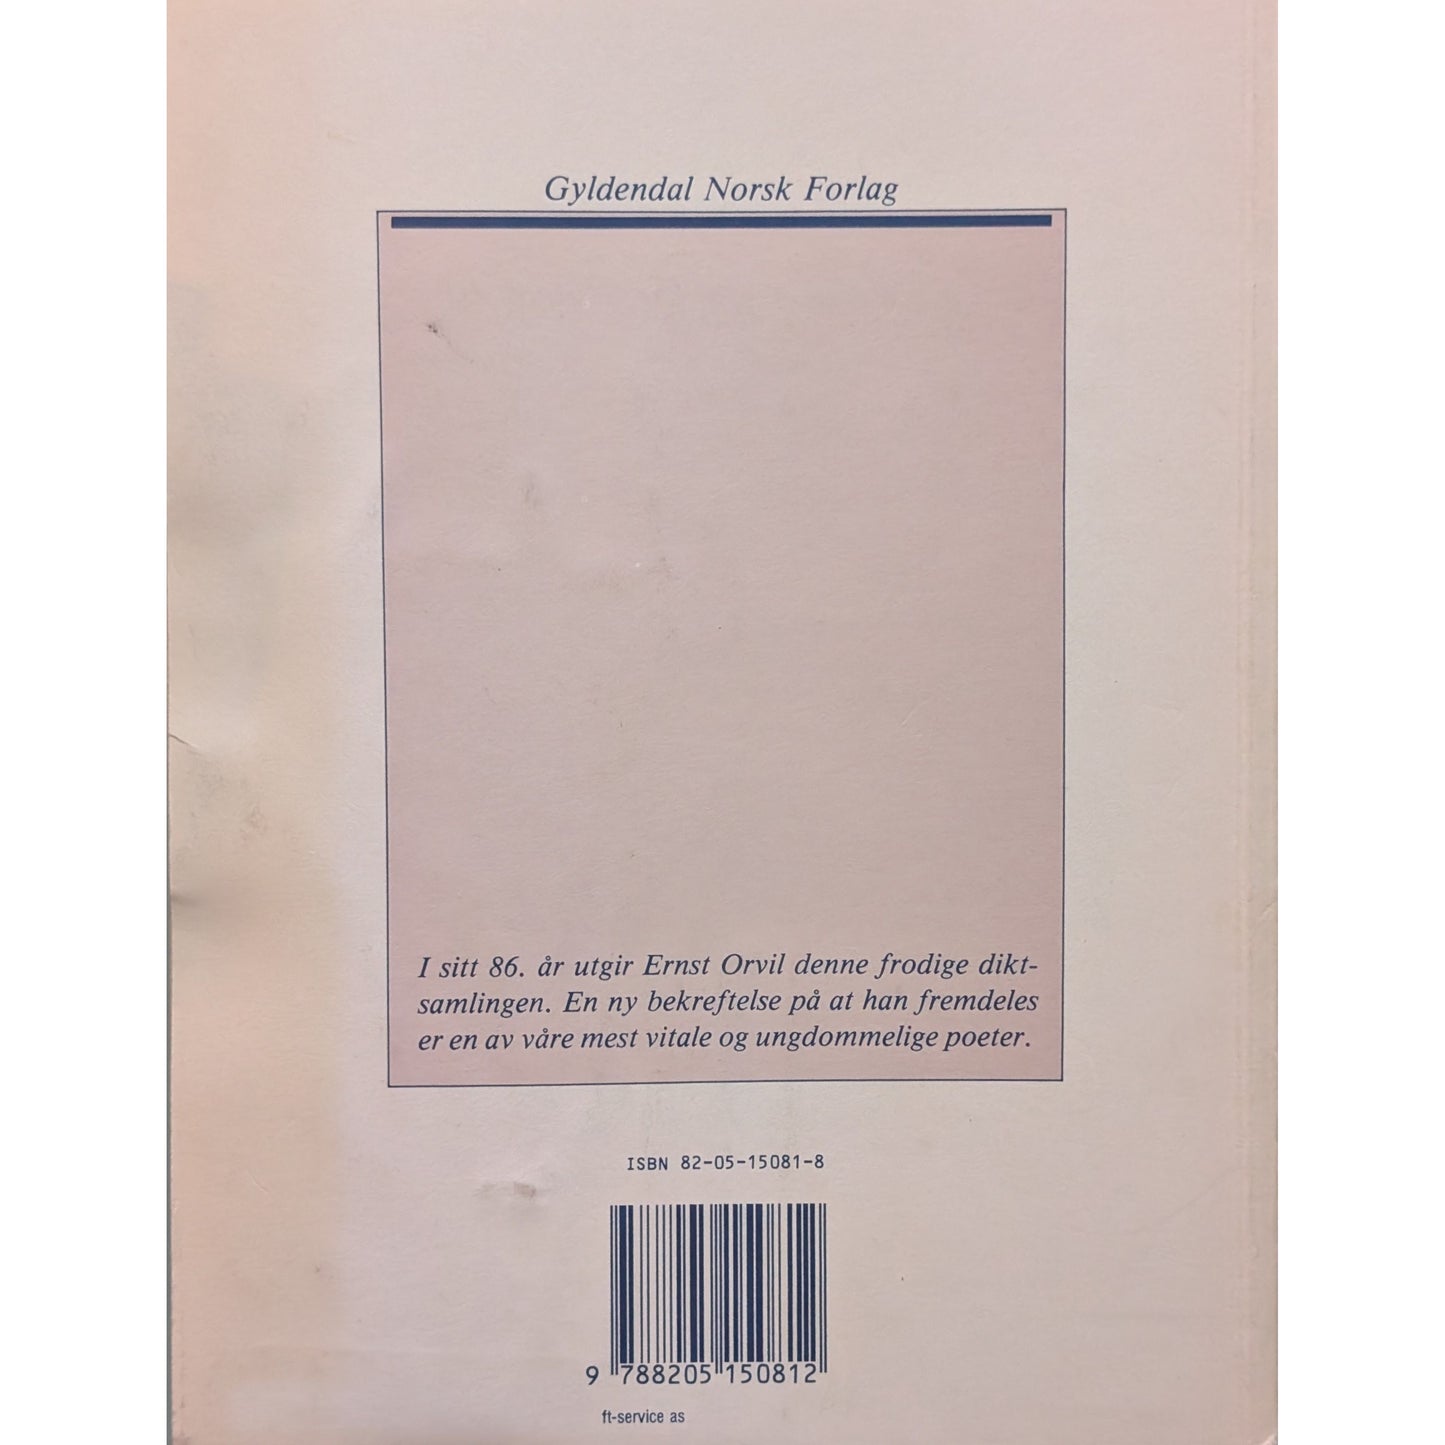 Gyldendal Norsk Forlag
I sitt 86. år utgir Ernst Orvil denne frodige dikt-
samlingen. En ny bekreftelse på at han fremdeles
er en av våre mest vitale og ungdommelige poeter.
ISBN 82-05-15081-8
9 788205 150812
ft-service as